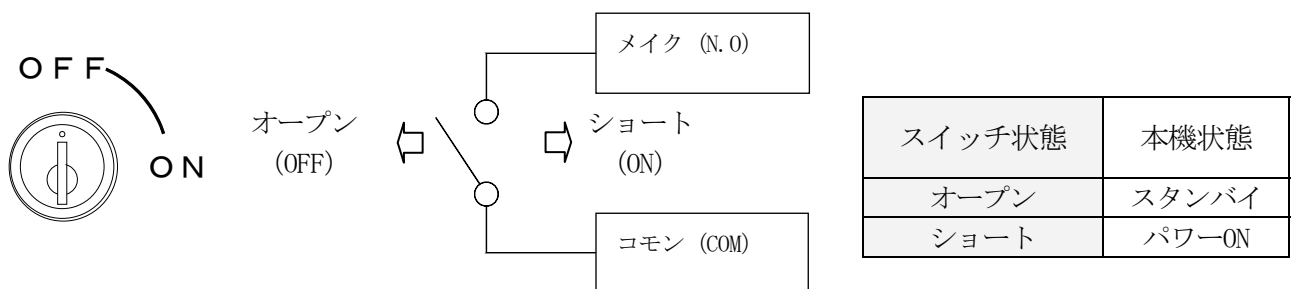 OFF
ON
オープン
(OFF)
メイク (N.O)
ショート
(ON)
コモン (COM)
スイッチ状態 本機状態
オープン スタンバイ
ショート パワーON